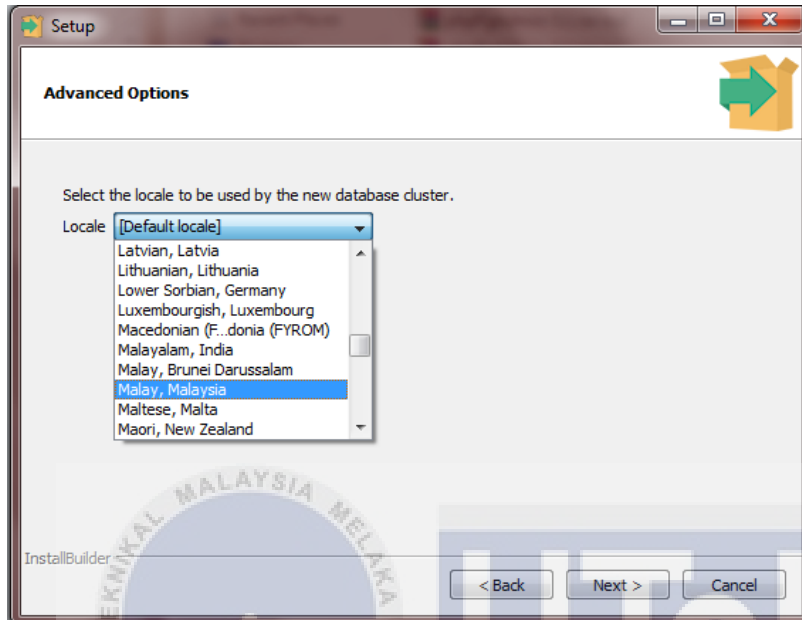 Setup
Advanced Options
Select the locale to be used by the new database cluster.
Locale [Default locale]
Latvian, Latvia
Lithuanian, Lithuania
Lower Sorbian, Germany
Luxembourgish, Luxembourg
Macedonian (F...donia (FYROM)
Malayalam, India
Malay, Brunei Darussalam
Malay, Malaysia
Maltese, Malta
Maori, New Zealand
MALAYSIA
InstallBuilder
< Back Next > Cancel